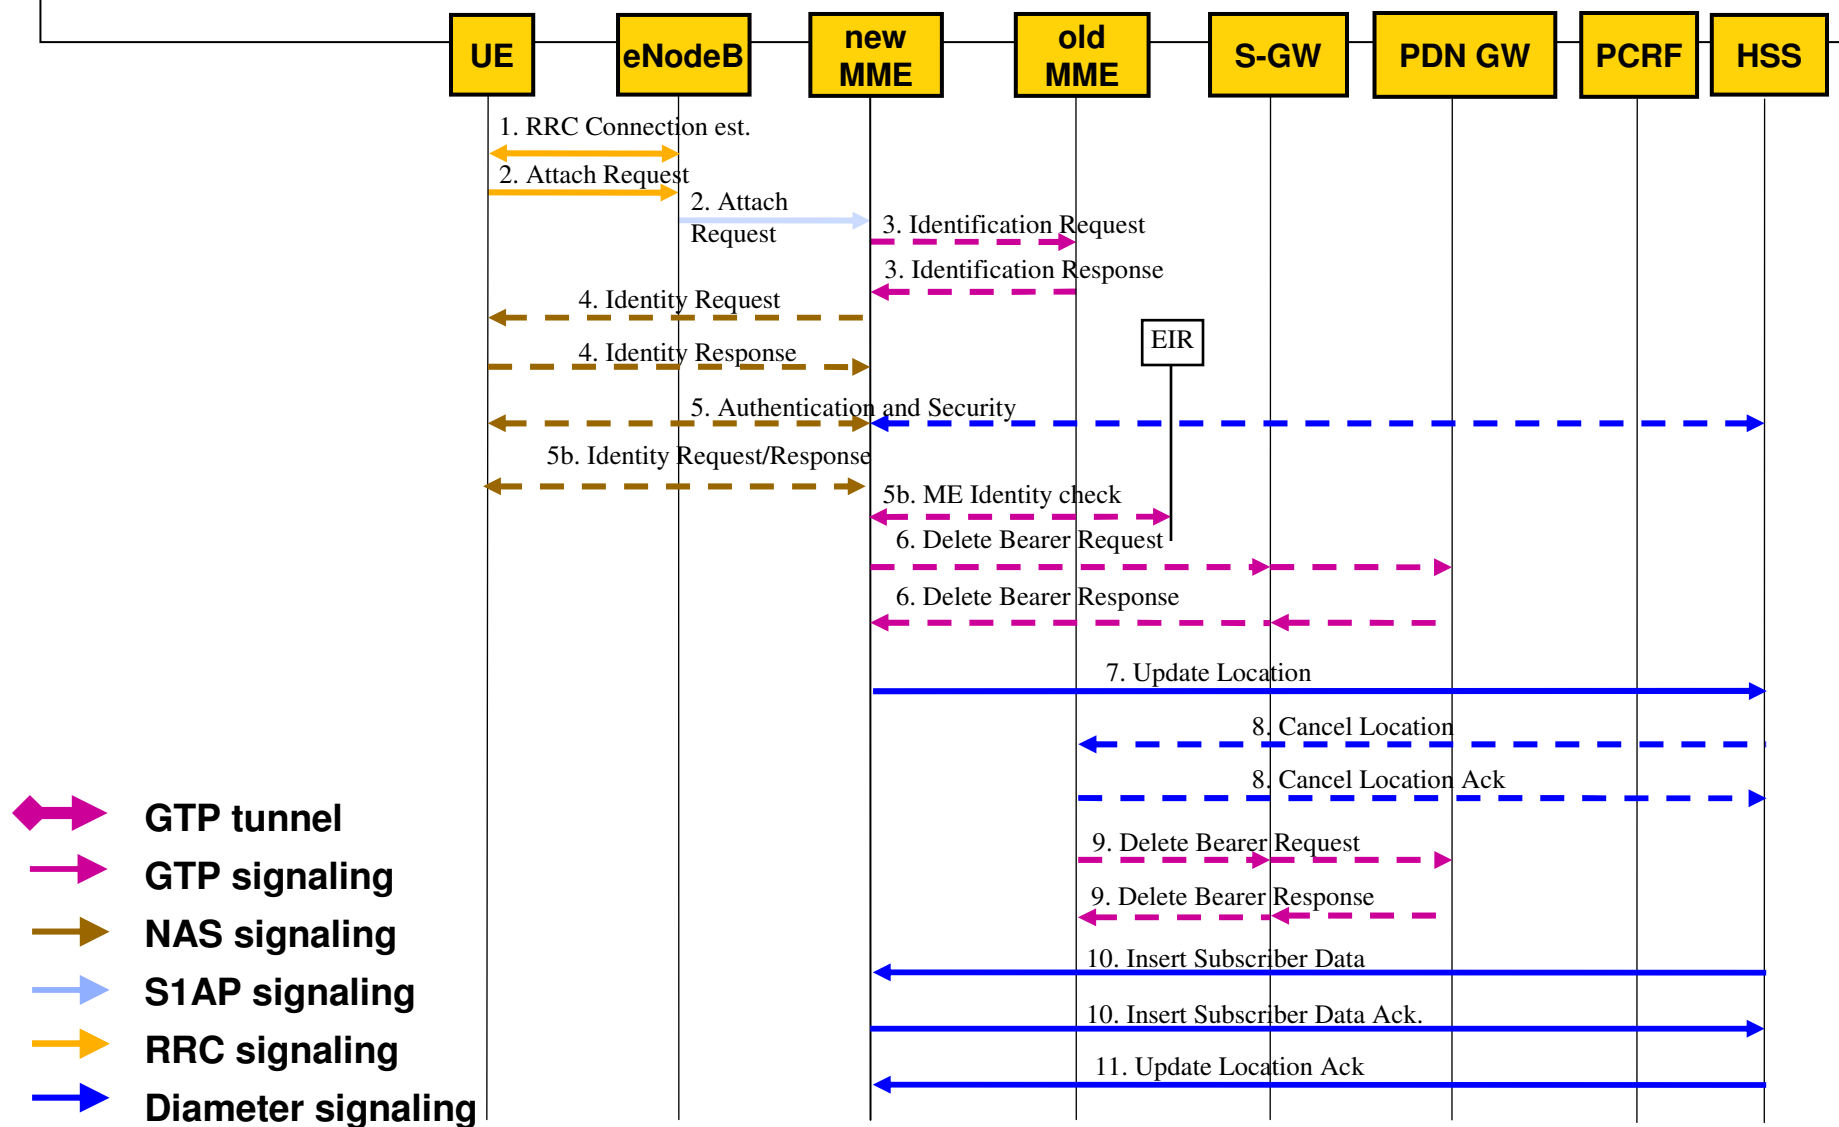 UE
eNodeB
new
MME
old
MME
S-GW
PDN GW
PCRF
HSS
1. RRC Connection est.
2. Attach Request
2. Attach
Request
3. Identification Request
3. Identification Response
4. Identity Request
EIR
4. Identity Response
5. Authentication and Security
5b. Identity Request/Response
5b. ME Identity check
6. Delete Bearer Request
6. Delete Bearer Response
7. Update Location
8. Cancel Location
8. Cancel Location Ack
9. Delete Bearer Request
9. Delete Bearer Response
10. Insert Subscriber Data
10. Insert Subscriber Data Ack.
11. Update Location Ack
GTP tunnel
GTP signaling
NAS signaling
S1AP signaling
RRC signaling
Diameter signaling